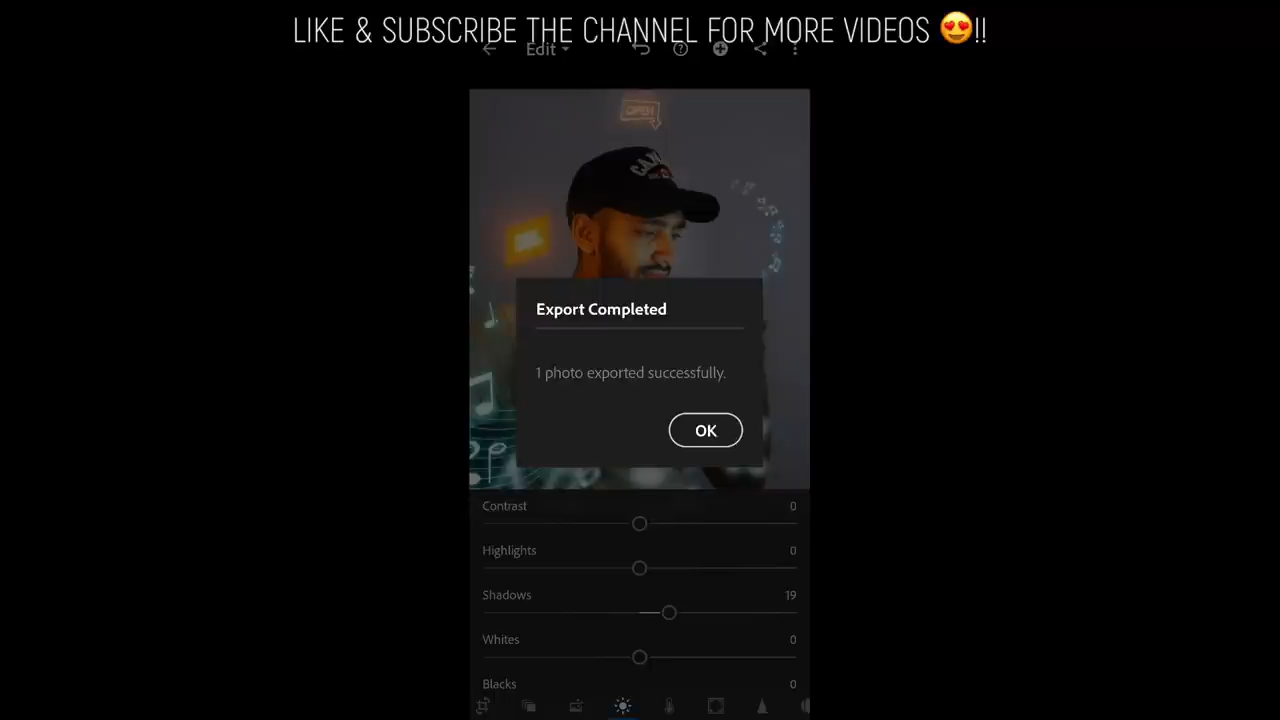 LIKE & SUBSCRIBE THE CHANNEL FOR MORE VIDEOS 😍!!
Edit
OPEN
Export Completed
1 photo exported successfully.
OK
Contrast 0
Highlights 0
Shadows 19
Whites 0
Blacks 0